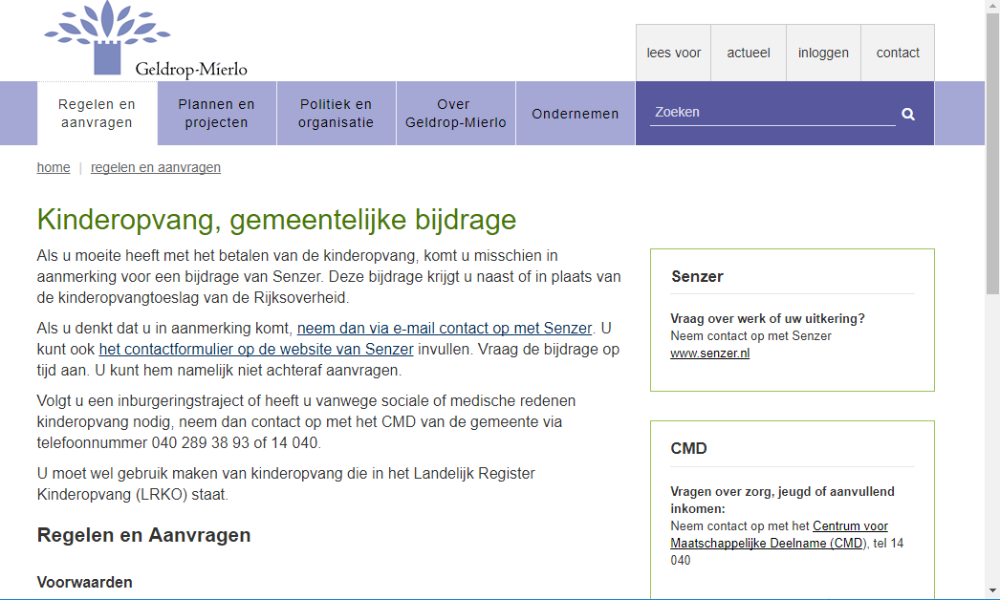 Geldrop-Mierlo
lees voor
actueel
inloggen
contact
Regelen en
aanvragen
Plannen en
projecten
Politiek en
organisatie
Over
Geldrop-Mierlo
Ondernemen
Zoeken
home | regelen en aanvragen
Kinderopvang, gemeentelijke bijdrage
Als u moeite heeft met het betalen van de kinderopvang, komt u misschien in
aanmerking voor een bijdrage van Senzer. Deze bijdrage krijgt u naast of in plaats van
de kinderopvangtoeslag van de Rijksoverheid.
Als u denkt dat u in aanmerking komt, neem dan via e-mail contact op met Senzer. U
kunt ook het contactformulier op de website van Senzer invullen. Vraag de bijdrage op
tijd aan. U kunt hem namelijk niet achteraf aanvragen.
Volgt u een inburgeringstraject of heeft u vanwege sociale of medische redenen
kinderopvang nodig, neem dan contact op met het CMD van de gemeente via
telefoonnummer 040 289 38 93 of 14 040.
U moet wel gebruik maken van kinderopvang die in het Landelijk Register
Kinderopvang (LRKO) staat.
Regelen en Aanvragen
Voorwaarden
Senzer
Vraag over werk of uw uitkering?
Neem contact op met Senzer
www.senzer.nl
CMD
Vragen over zorg, jeugd of aanvullend
inkomen:
Neem contact op met het Centrum voor
Maatschappelijke Deelname (CMD), tel 14
040